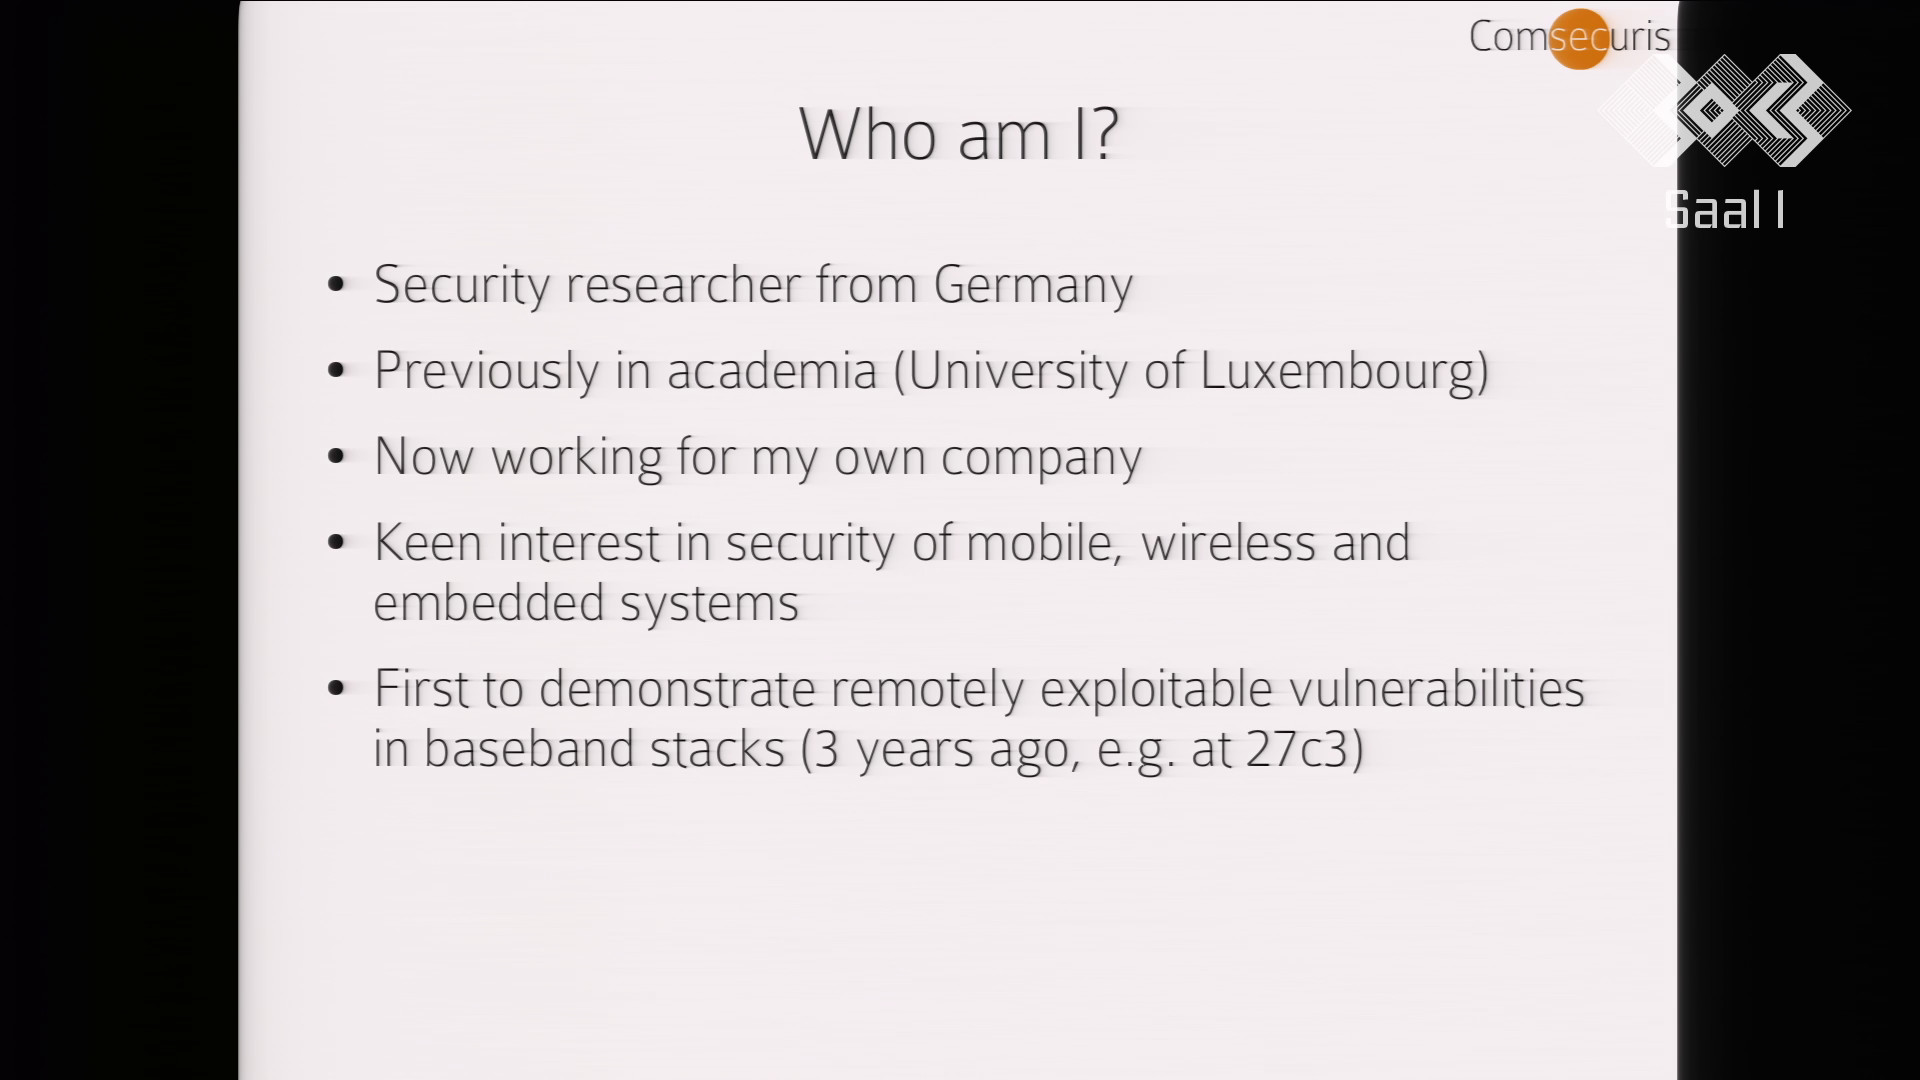 Comsecuris
Who am I?
Saal 1
• Security researcher from Germany
• Previously in academia (University of Luxembourg)
• Now working for my own company
• Keen interest in security of mobile, wireless and
embedded systems
• First to demonstrate remotely exploitable vulnerabilities
in baseband stacks (3 years ago, e.g. at 27c3)